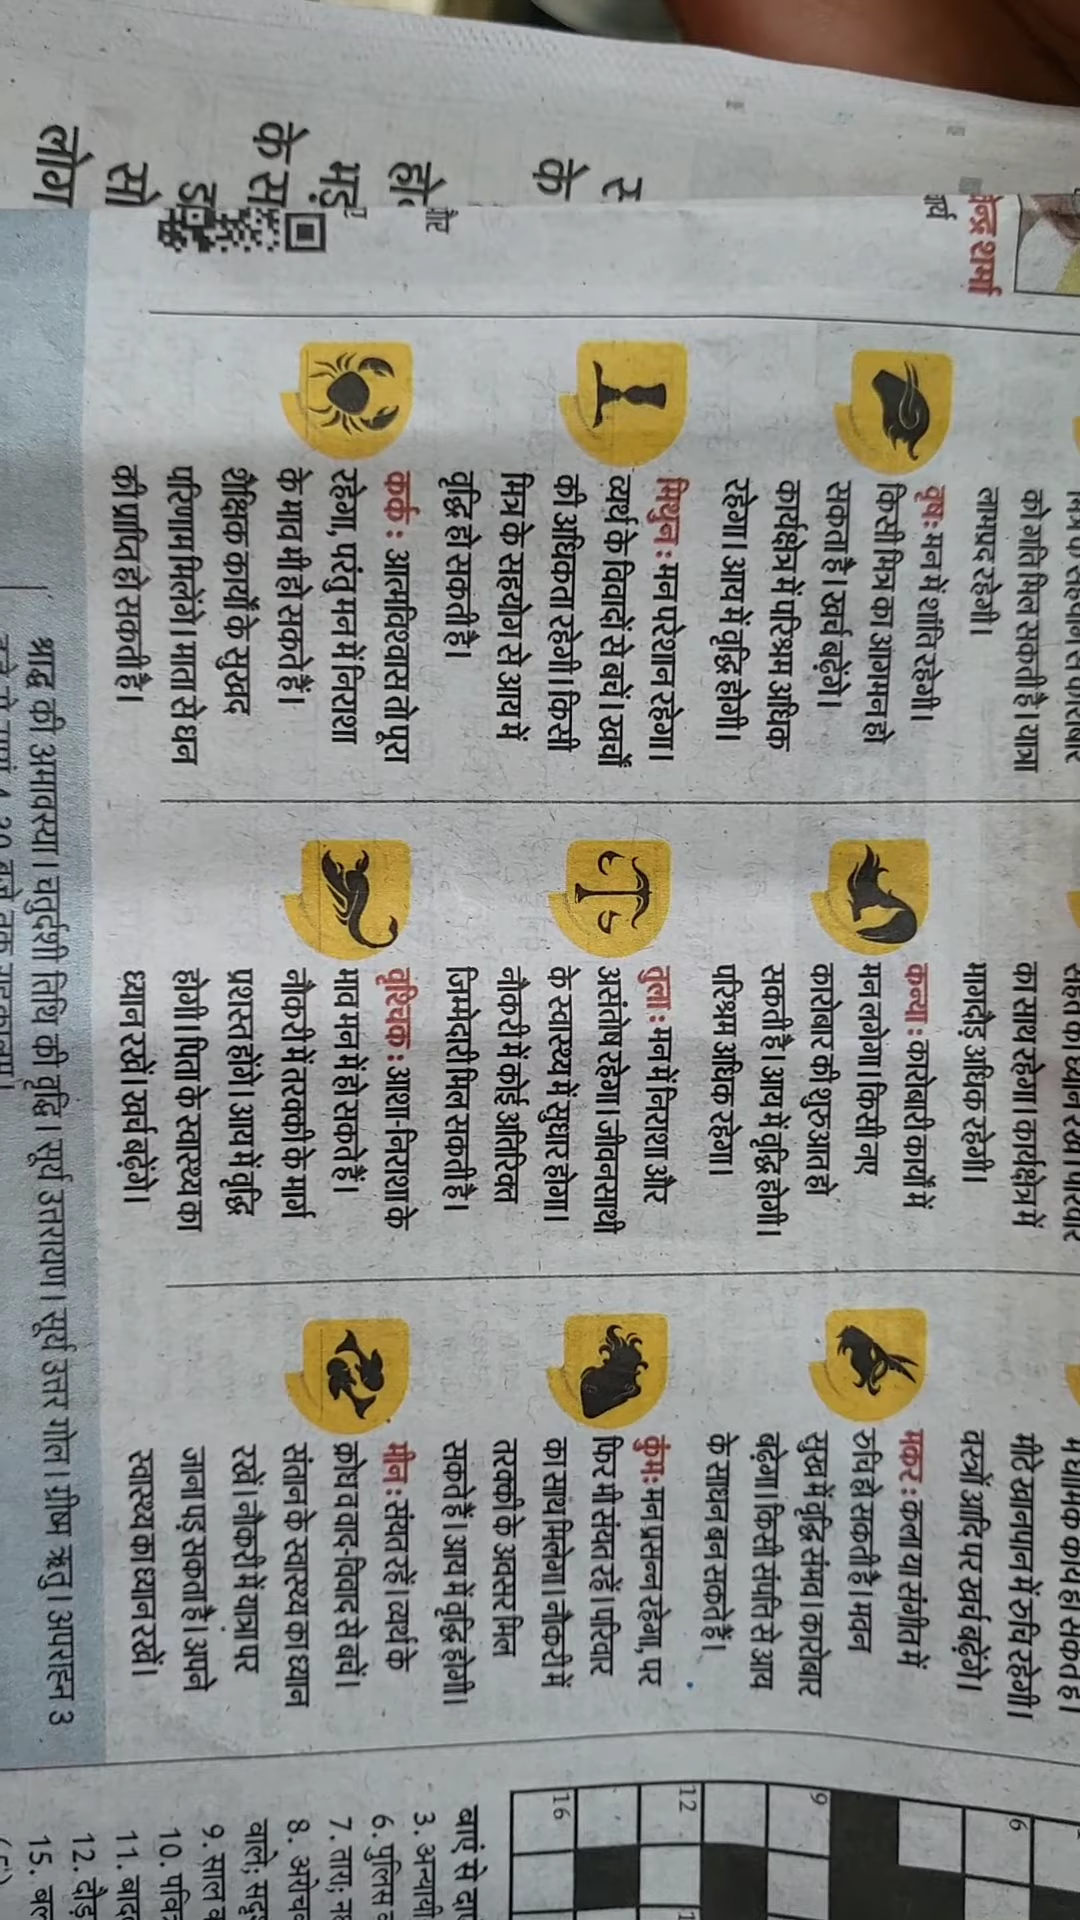 न्द्र शर्मा
को गति मिल सकती है। यात्रा
लाभप्रद रहेगी।
वृष: मन में शांति रहेगी।
किसी मित्र का आगमन हो
सकता है। खर्च बढ़ेंगे।
कार्यक्षेत्र में परिश्रम अधिक
रहेगा। आय में वृद्धि होगी।
मिथुन : मन परेशान रहेगा।
व्यर्थ के विवादों से बचें। खर्चों
की अधिकता रहेगी। किसी
मित्र के सहयोग से आय में
वृद्धि हो सकती है।
कर्क : आत्मविश्वास तो पूरा
रहेगा, परंतु मन में निराशा
के भाव भी हो सकते हैं।
शैक्षिक कार्यों के सुखद
परिणाम मिलेंगे। माता से धन
की प्राप्ति हो सकती है।
का साथ रहेगा। कार्यक्षेत्र में
भागदौड़ अधिक रहेगी।
कन्या : कारोबारी कार्यों में
मन लगेगा। किसी नए
कारोबार की शुरुआत हो
सकती है। आय में वृद्धि होगी।
परिश्रम अधिक रहेगा।
तुला : मन में निराशा और
असंतोष रहेगा। जीवनसाथी
के स्वास्थ्य में सुधार होगा।
नौकरी में कोई अतिरिक्त
जिम्मेदारी मिल सकती है।
वृश्चिक : आशा-निराशा के
भाव मन में हो सकते हैं।
नौकरी में तरक्की के मार्ग
प्रशस्त होंगे। आय में वृद्धि
होगी। पिता के स्वास्थ्य का
ध्यान रखें। खर्च बढ़ेंगे।
मीठे खानपान में रुचि रहेगी।
वस्त्रों आदि पर खर्च बढ़ेंगे।
मकर : कला या संगीत में
रुचि हो सकती है। भवन
सुख में वृद्धि संभव। कारोबार
बढ़ेगा। किसी संपत्ति से आय
के साधन बन सकते हैं।
कुंभ: मन प्रसन्न रहेगा, पर
फिर भी संयत रहें। परिवार
का साथ मिलेगा। नौकरी में
तरक्की के अवसर मिल
सकते हैं। आय में वृद्धि होगी।
मीन : संयत रहें। व्यर्थ के
क्रोध व वाद-विवाद से बचें।
संतान के स्वास्थ्य का ध्यान
रखें। नौकरी में यात्रा पर
जाना पड़ सकता है। अपने
स्वास्थ्य का ध्यान रखें।
श्राद्ध की अमावस्या। चतुर्दशी तिथि की वृद्धि। सूर्य उत्तरायण। सूर्य उत्तर गोल। ग्रीष्म ऋतु। अपराह्न 3
6
9
12
16
बाएं से दा
3. अन्यायी
6. पुलिस
7. तारा;
8. अरोच
वाले;
9. साल
10. पवि
11. बाद
12. दौड़
15. बल
लोग
सो
के स
के